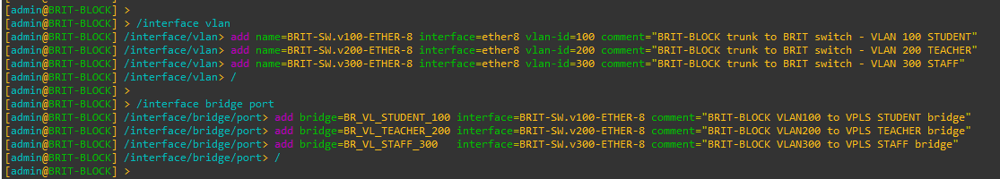 [admin@BRIT-BLOCK] >
[admin@BRIT-BLOCK] > /interface vlan
[admin@BRIT-BLOCK] /interface/vlan> add name=BRIT-SW.v100-ETHER-8 interface=ether8 vlan-id=100 comment="BRIT-BLOCK trunk to BRIT switch - VLAN 100 STUDENT"
[admin@BRIT-BLOCK] /interface/vlan> add name=BRIT-SW.v200-ETHER-8 interface=ether8 vlan-id=200 comment="BRIT-BLOCK trunk to BRIT switch - VLAN 200 TEACHER"
[admin@BRIT-BLOCK] /interface/vlan> add name=BRIT-SW.v300-ETHER-8 interface=ether8 vlan-id=300 comment="BRIT-BLOCK trunk to BRIT switch - VLAN 300 STAFF"
[admin@BRIT-BLOCK] /interface/vlan> /
[admin@BRIT-BLOCK] >
[admin@BRIT-BLOCK] > /interface bridge port
[admin@BRIT-BLOCK] /interface/bridge/port> add bridge=BR_VL_STUDENT_100 interface=BRIT-SW.v100-ETHER-8 comment="BRIT-BLOCK VLAN100 to VPLS STUDENT bridge"
[admin@BRIT-BLOCK] /interface/bridge/port> add bridge=BR_VL_TEACHER_200 interface=BRIT-SW.v200-ETHER-8 comment="BRIT-BLOCK VLAN200 to VPLS TEACHER bridge"
[admin@BRIT-BLOCK] /interface/bridge/port> add bridge=BR_VL_STAFF_300   interface=BRIT-SW.v300-ETHER-8 comment="BRIT-BLOCK VLAN300 to VPLS STAFF bridge"
[admin@BRIT-BLOCK] /interface/bridge/port> /
[admin@BRIT-BLOCK] >